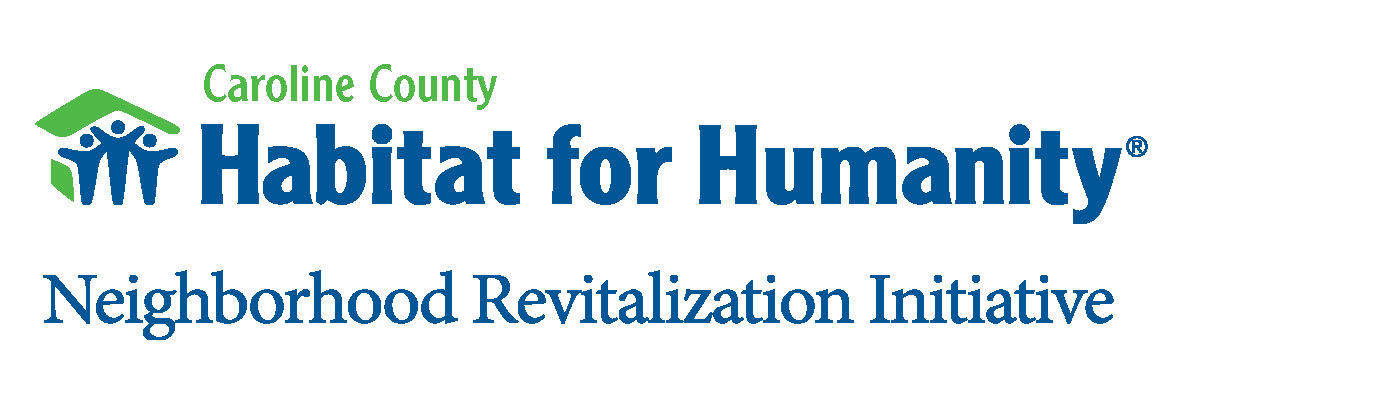 Caroline County
Habitat for Humanity®
Neighborhood Revitalization Initiative